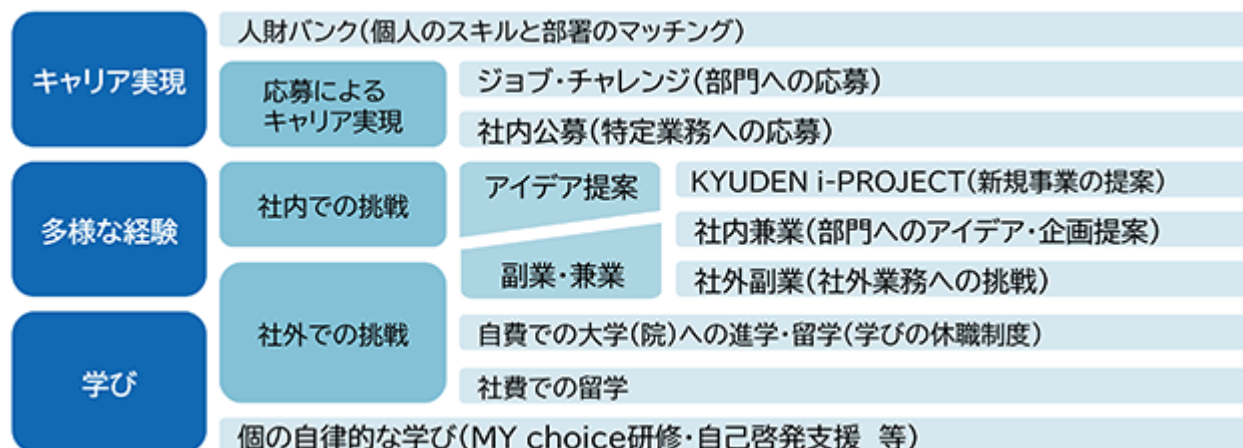 キャリア実現
人財バンク(個人のスキルと部署のマッチング)
応募による
キャリア実現
ジョブ・チャレンジ(部門への応募)
社内公募(特定業務への応募)
多様な経験
社内での挑戦
アイデア提案
KYUDEN i-PROJECT(新規事業の提案)
社内兼業(部門へのアイデア・企画提案)
副業・兼業
社外副業(社外業務への挑戦)
学び
社外での挑戦
自費での大学(院)への進学・留学(学びの休職制度)
社費での留学
個の自律的な学び(MY choice研修・自己啓発支援 等)